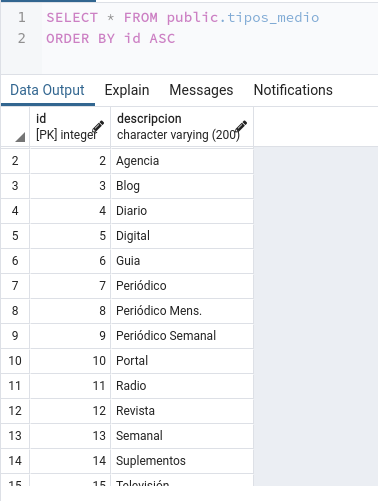 1 SELECT * FROM public.tipos_medio
2 ORDER BY id ASC
Data Output Explain Messages Notifications
id descripcion
[PK] integer character varying (200)
2 2 Agencia
3 3 Blog
4 4 Diario
5 5 Digital
6 6 Guia
7 7 Periódico
8 8 Periódico Mens.
9 9 Periódico Semanal
10 10 Portal
11 11 Radio
12 12 Revista
13 13 Semanal
14 14 Suplementos
15 15 Televisión